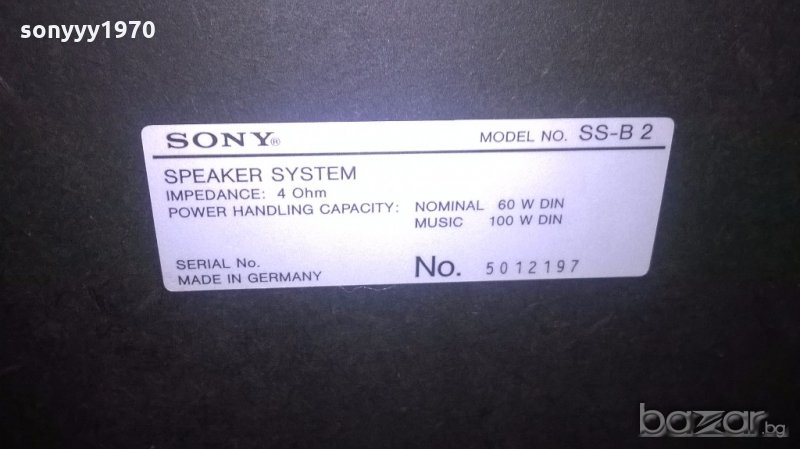 sonyyy1970
SONY® MODEL NO. SS-B 2
SPEAKER SYSTEM
IMPEDANCE: 4 Ohm
POWER HANDLING CAPACITY: NOMINAL 60 W DIN
MUSIC 100 W DIN
SERIAL No. No. 5012197
MADE IN GERMANY
bazar.bg